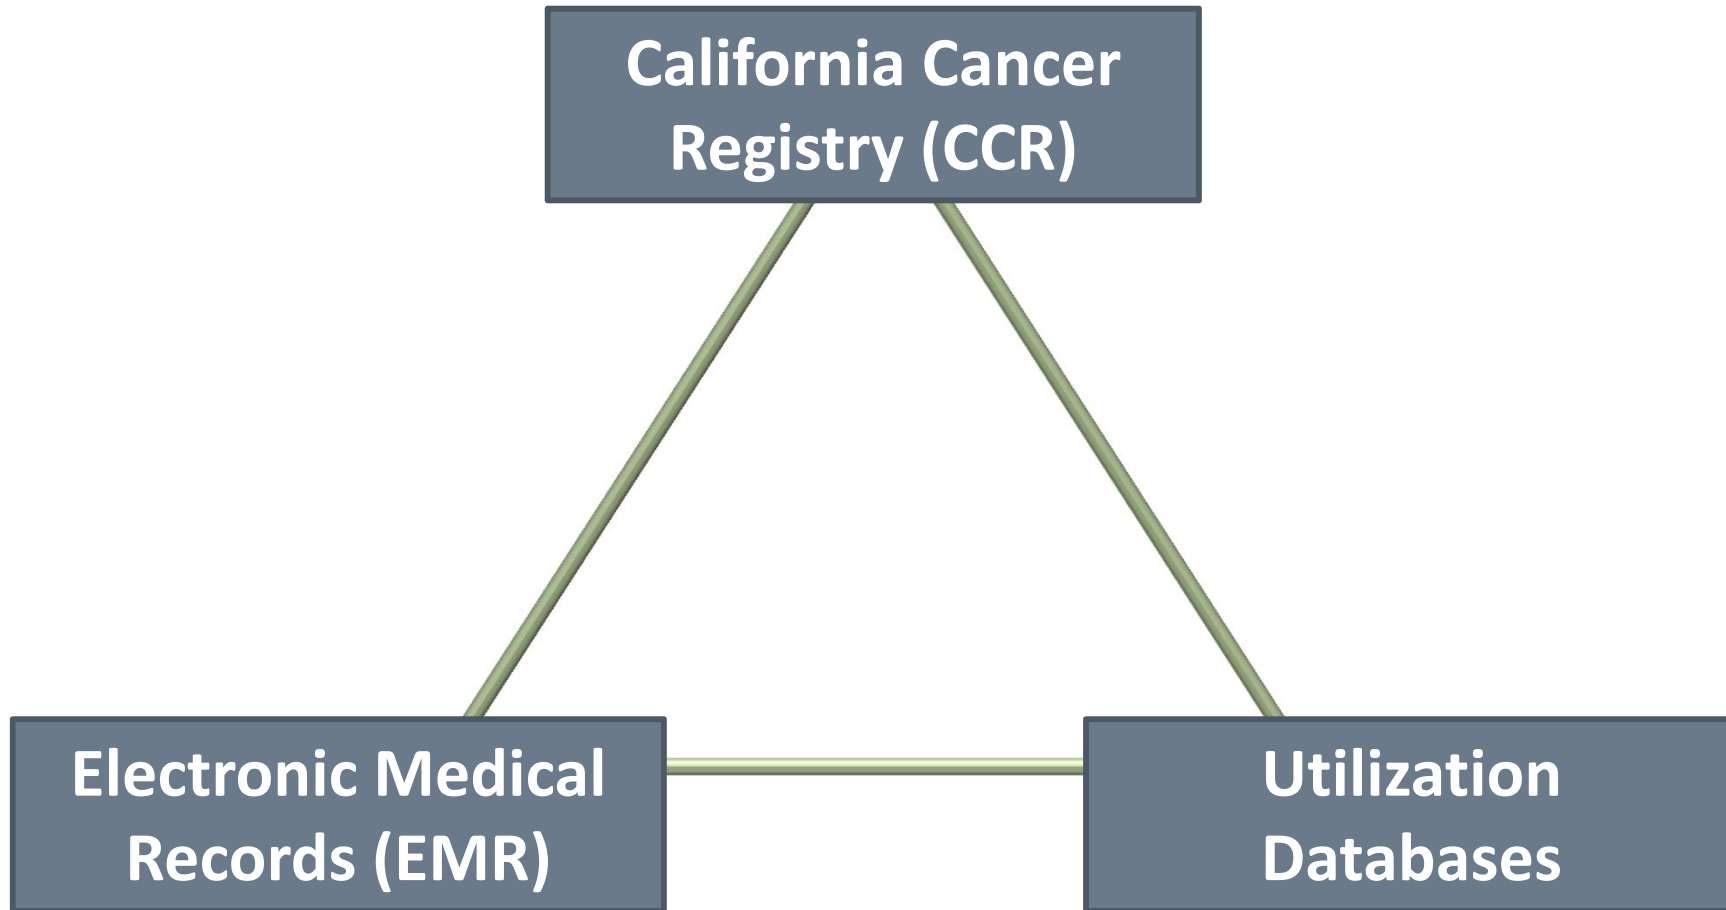 California Cancer
Registry (CCR)
Electronic Medical
Records (EMR)
Utilization
Databases